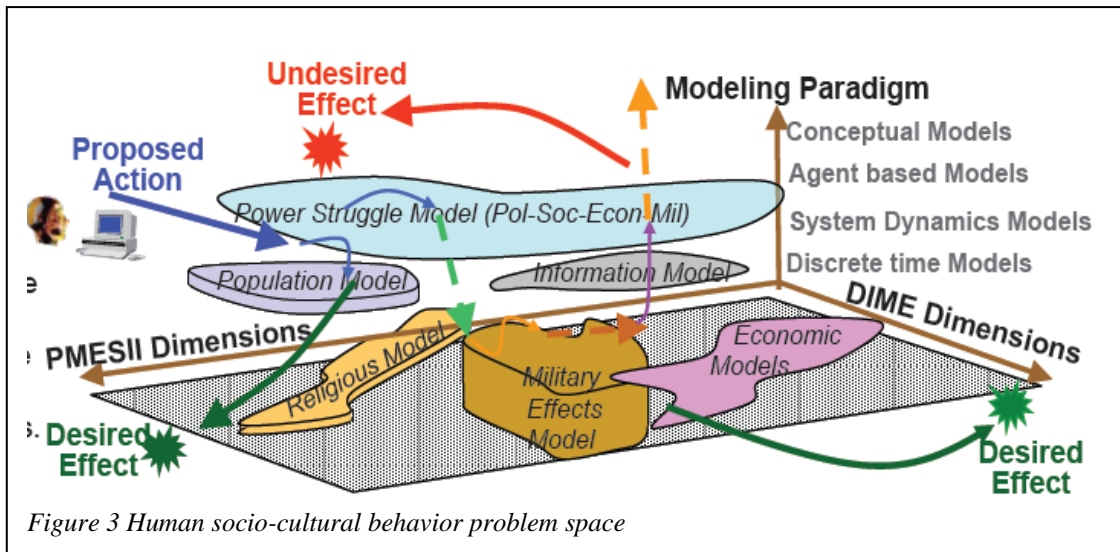 Undesired
Effect
Modeling Paradigm
Conceptual Models
Proposed
Action
Agent based Models
Power Struggle Model (Pol-Soc-Econ-Mil)
System Dynamics Models
Population Model
Information Model
Discrete time Models
e
PMESII Dimensions
DIME Dimensions
Religious Model
Economic
Models
e
Military
Effects
Model
s.
Desired
Effect
Desired
Effect
Figure 3 Human socio-cultural behavior problem space